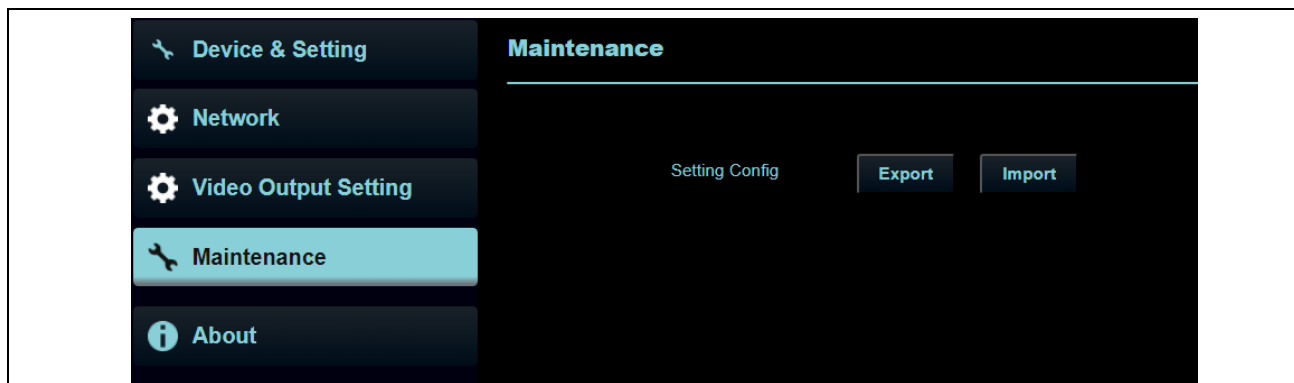 Device & Setting
Network
Video Output Setting
Maintenance
About
Maintenance
Setting Config
Export
Import